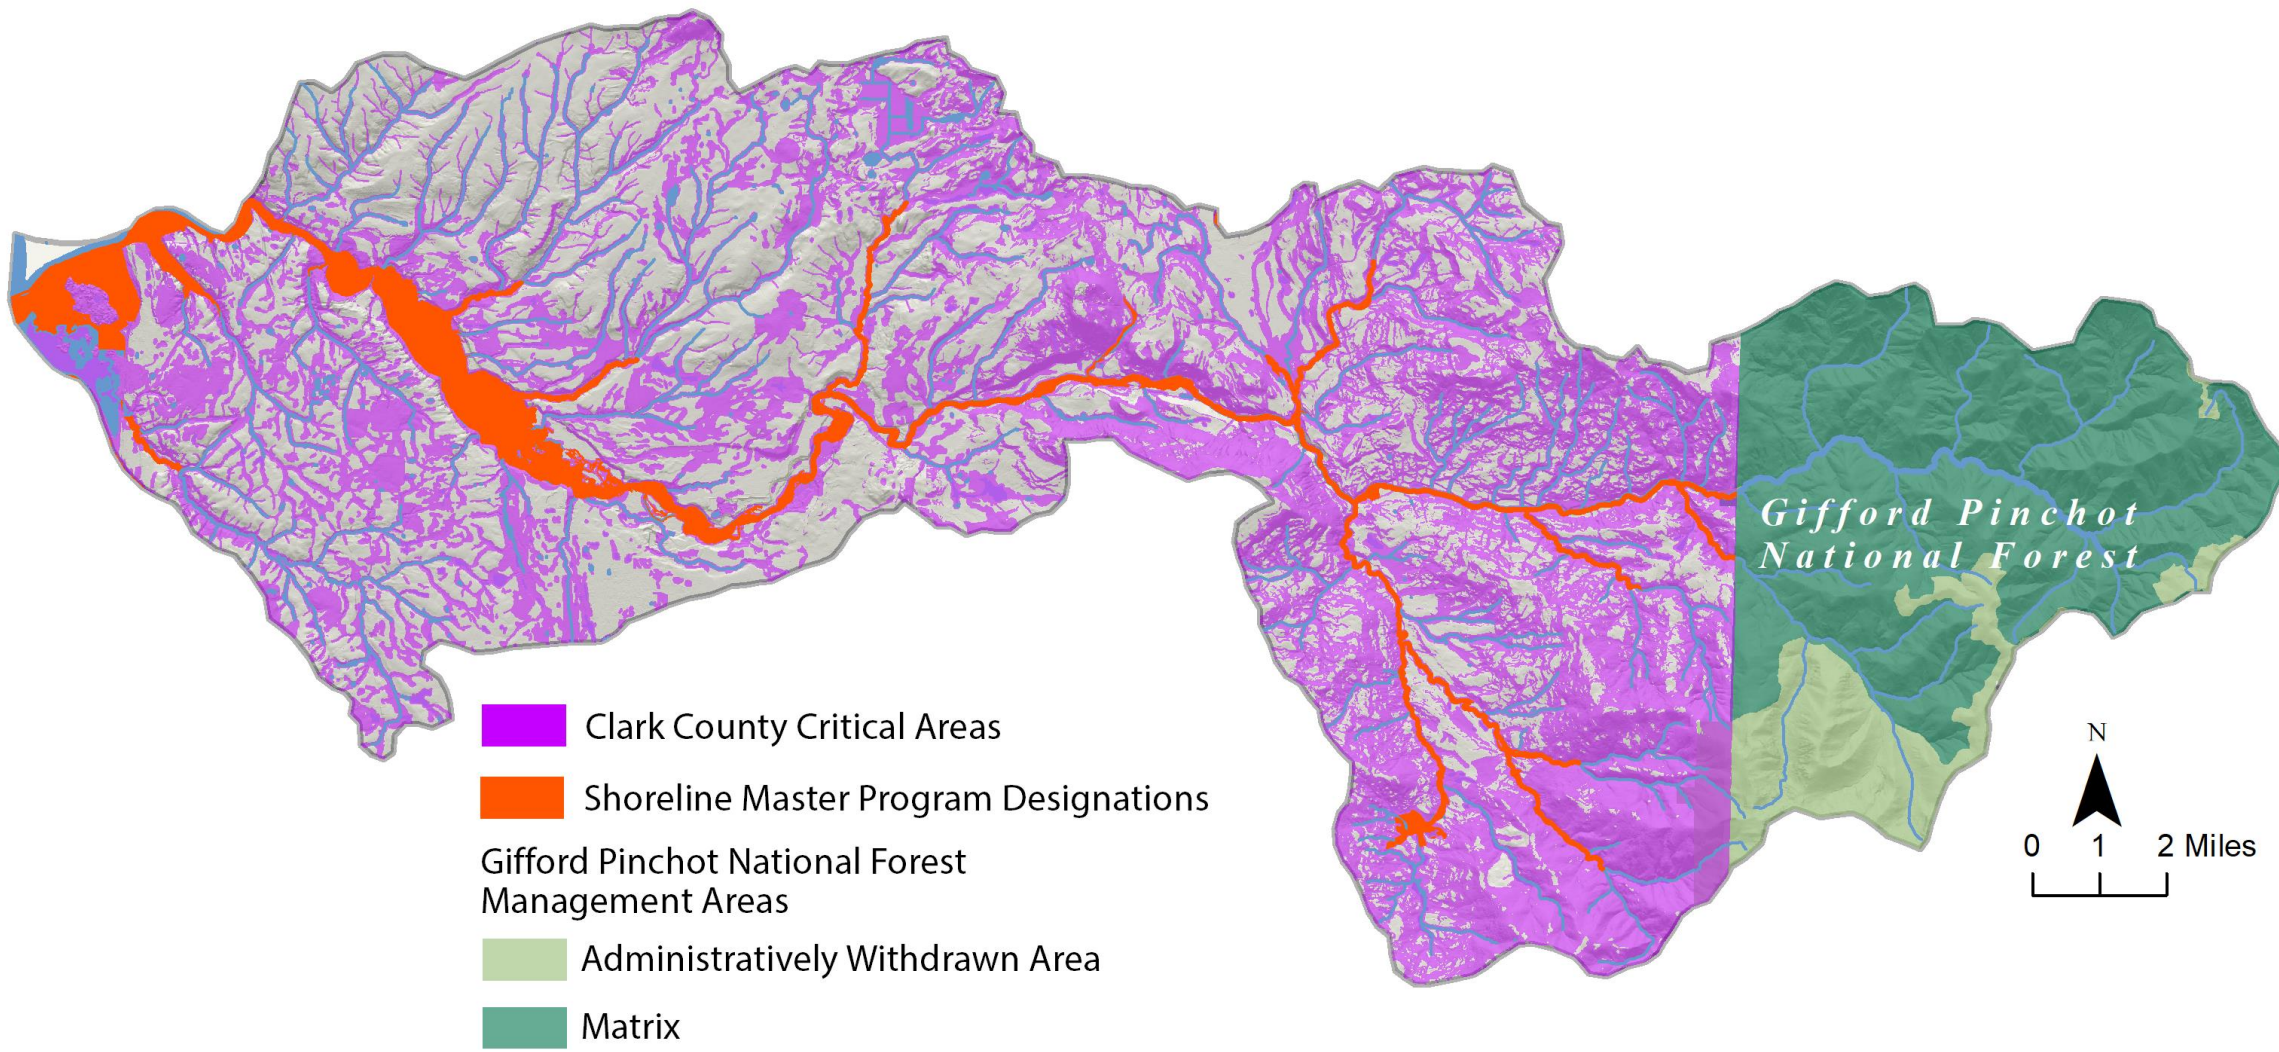 Gifford Pinchot
National Forest
Clark County Critical Areas
Shoreline Master Program Designations
Gifford Pinchot National Forest
Management Areas
Administratively Withdrawn Area
Matrix
N
0 1 2 Miles